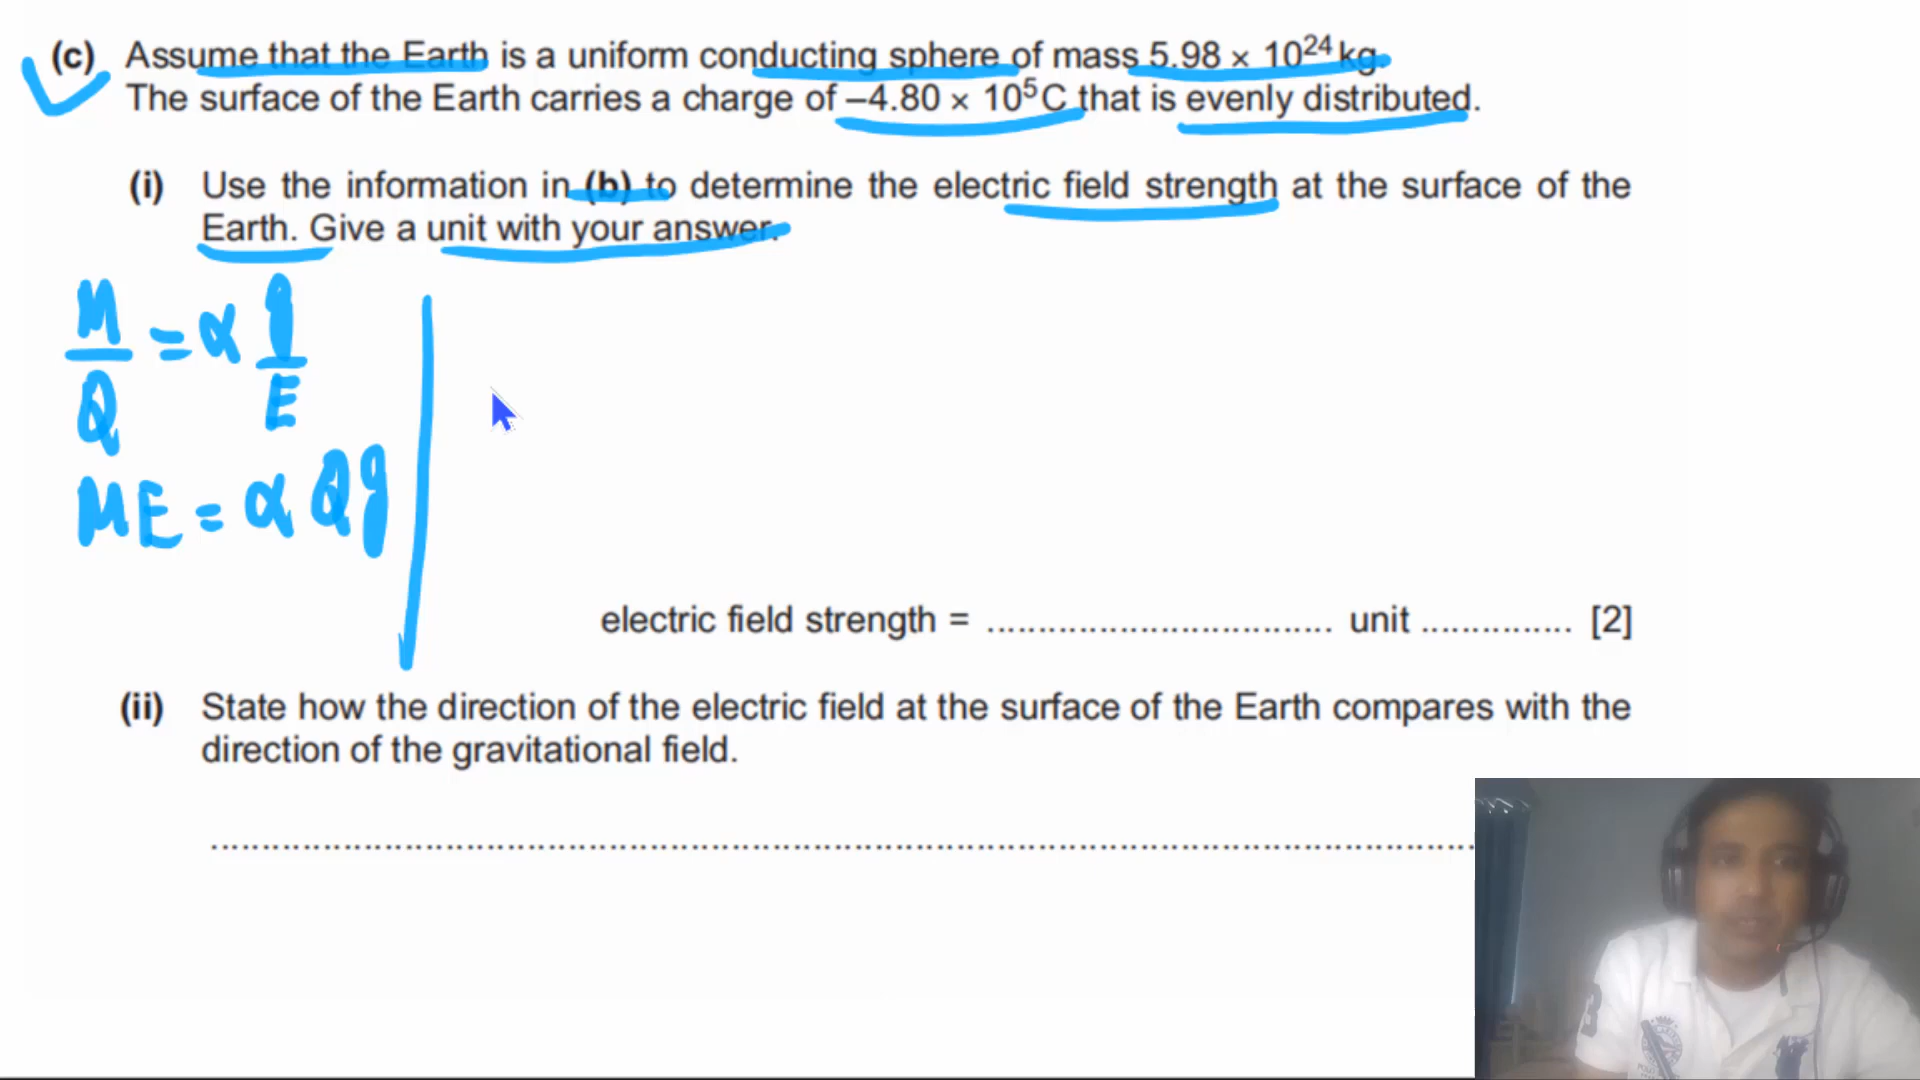 (c) Assume that the Earth is a uniform conducting sphere of mass 5.98 × 10²⁴ kg.
The surface of the Earth carries a charge of –4.80 × 10⁵ C that is evenly distributed.
(i) Use the information in (b) to determine the electric field strength at the surface of the
Earth. Give a unit with your answer.
M/Q = α g/E
ME = α Qg
electric field strength = ................................. unit ............... [2]
(ii) State how the direction of the electric field at the surface of the Earth compares with the
direction of the gravitational field.
3